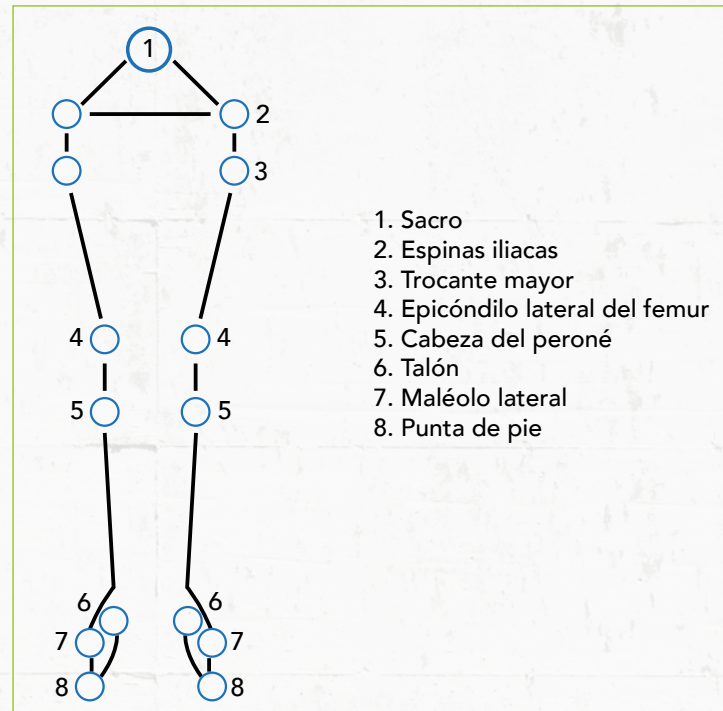 1
2
3
4 4
5 5
6 6
7 7
8 8
1. Sacro
2. Espinas iliacas
3. Trocante mayor
4. Epicóndilo lateral del femur
5. Cabeza del peroné
6. Talón
7. Maléolo lateral
8. Punta de pie